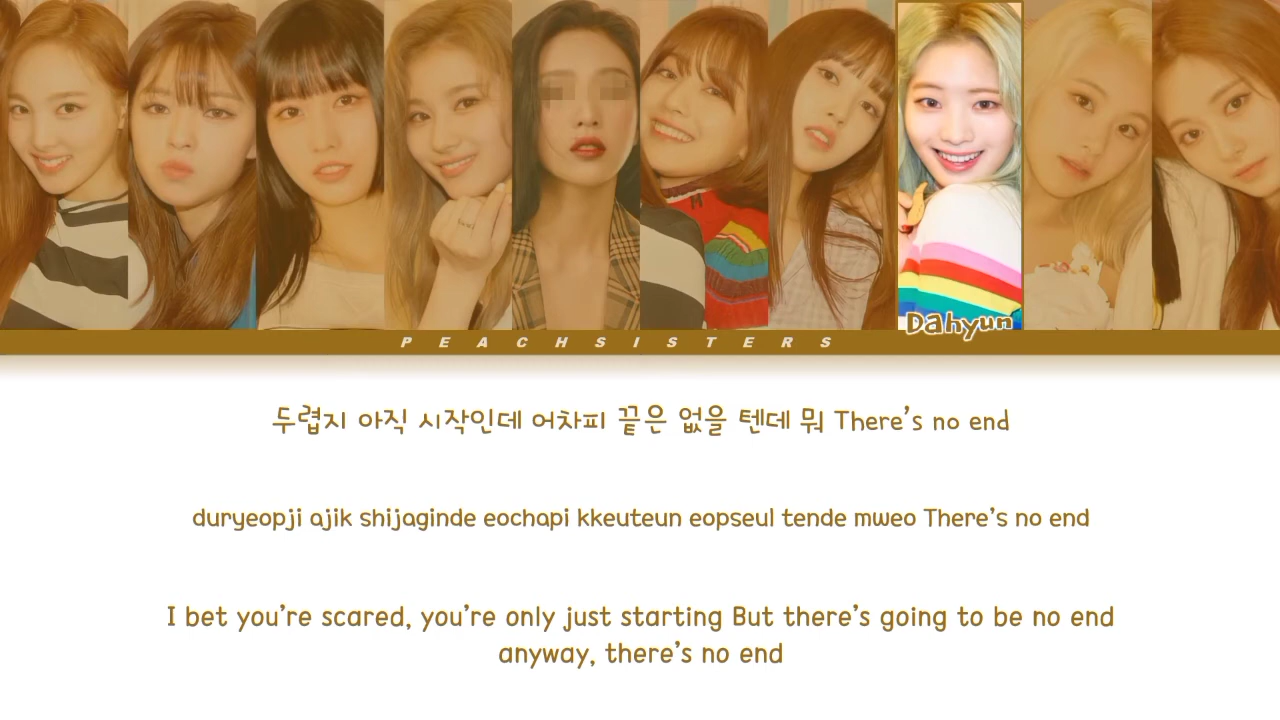 Dahyun
PEACHSISTERS
두렵지 아직 시작인데 어차피 끝은 없을 텐데 뭐 There's no end
duryeopji ajik shijaginde eochapi kkeuteun eopseul tende mweo There's no end
I bet you're scared, you're only just starting But there's going to be no end
anyway, there's no end